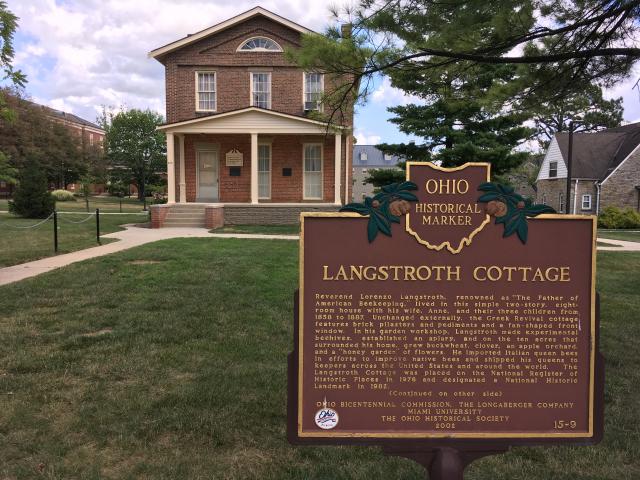 OHIO
HISTORICAL
MARKER
LANGSTROTH COTTAGE
Reverend Lorenzo Langstroth, renowned as "The Father of
American Beekeeping," lived in this simple two-story, eight-
room house with his wife, Anne, and their three children from
1858 to 1887. Unchanged externally, the Greek Revival cottage
features brick pilasters and pediments and a fan-shaped front
window. In his garden workshop, Langstroth made experimental
beehives, established an apiary, and on the ten acres that
surrounded his home, grew buckwheat, clover, an apple orchard,
and a "honey garden" of flowers. He imported Italian queen bees
in efforts to improve native bees and shipped his queens to
keepers across the United States and around the world. The
Langstroth Cottage was placed on the National Register of
Historic Places in 1976 and designated a National Historic
Landmark in 1982.
(Continued on other side)
OHIO BICENTENNIAL COMMISSION, THE LONGABERGER COMPANY
MIAMI UNIVERSITY
THE OHIO HISTORICAL SOCIETY
2002
15-9
Ohio